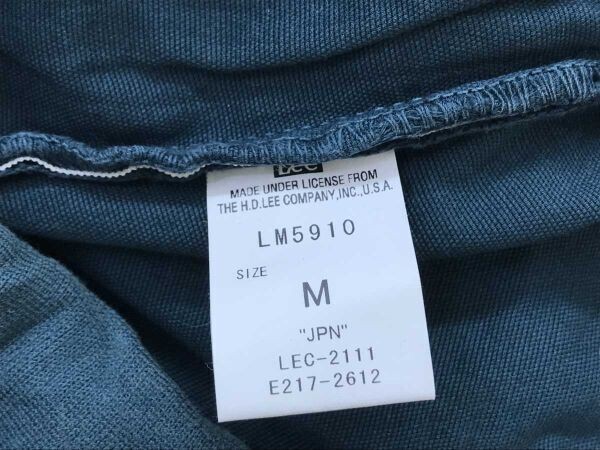 Lee
MADE UNDER LICENSE FROM
THE H.D.LEE COMPANY,INC.,U.S.A.
LM5910
SIZE
M
"JPN"
LEC-2111
E217-2612